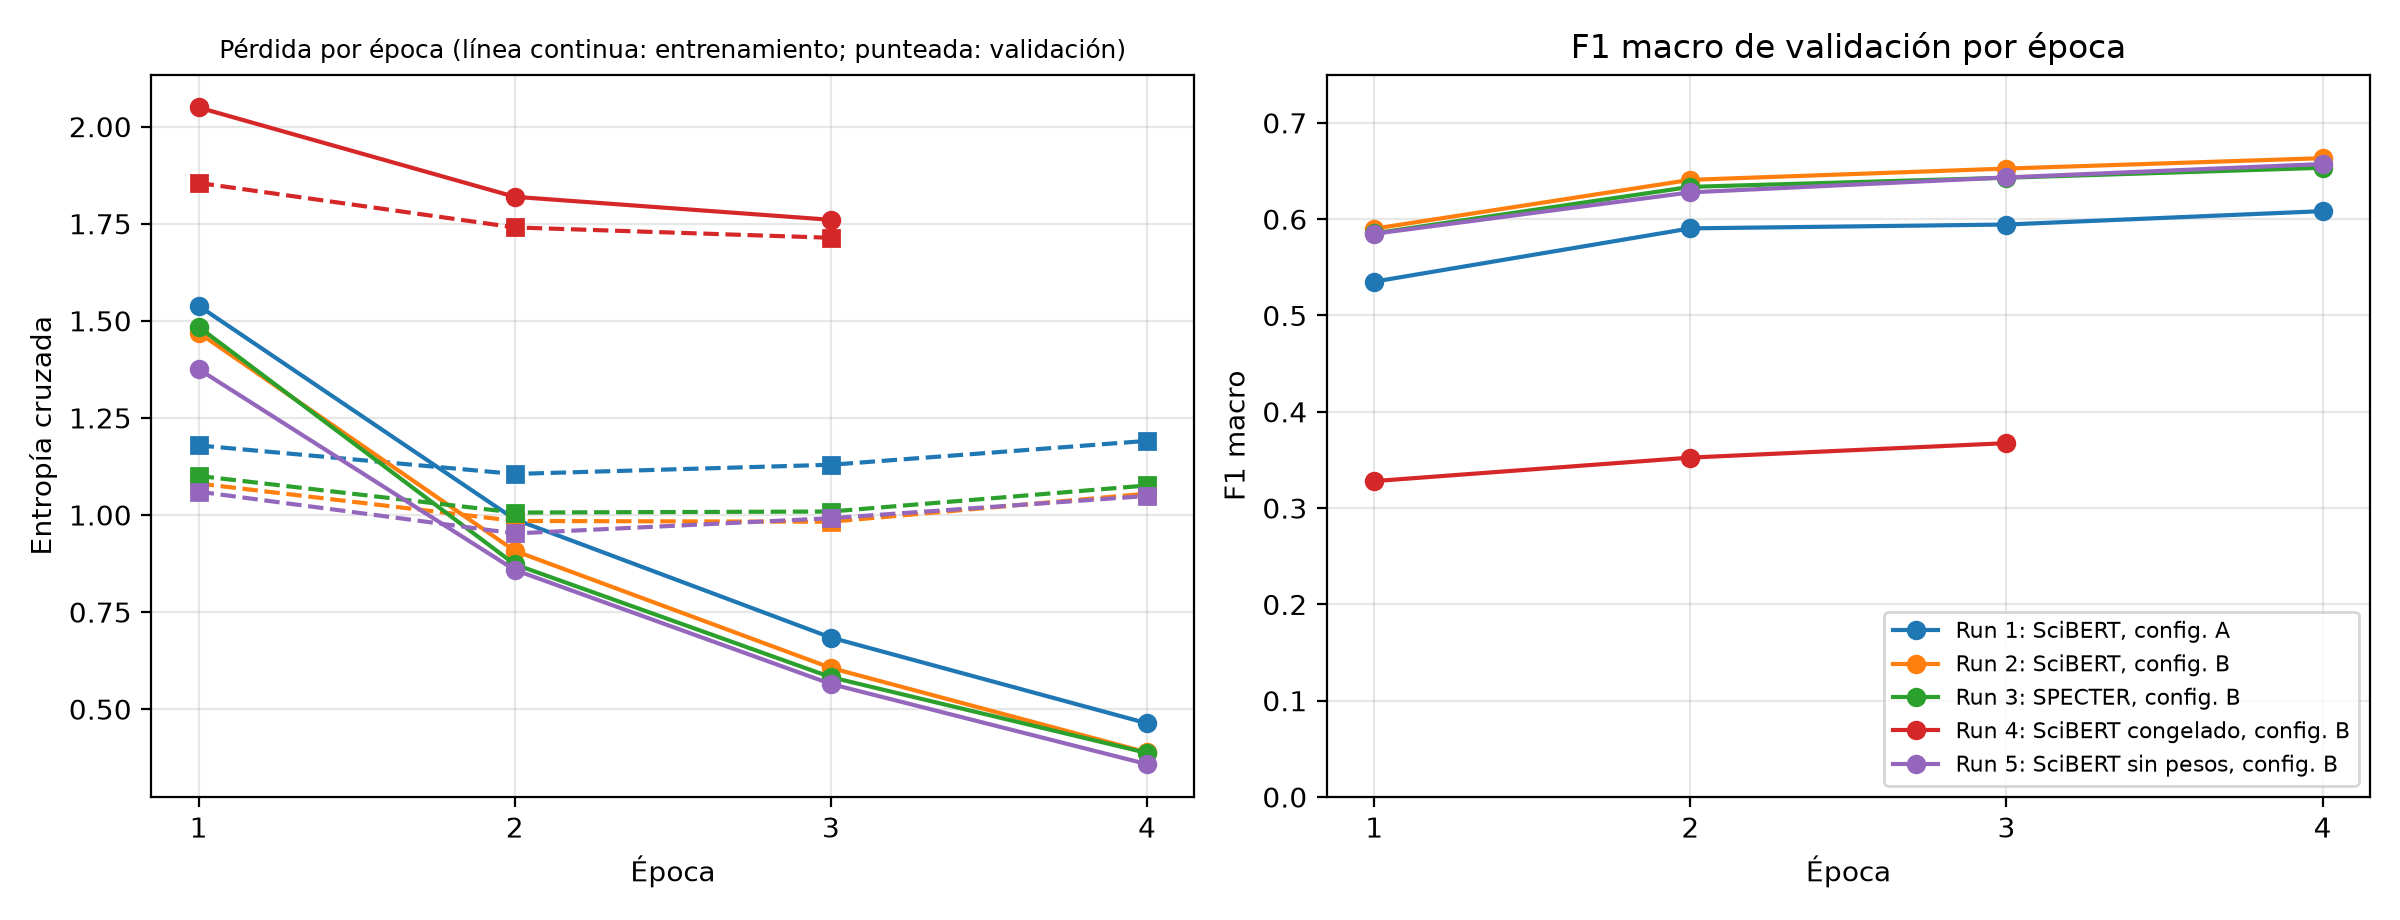 Pérdida por época (línea continua: entrenamiento; punteada: validación)
Entropía cruzada
2.00
1.75
1.50
1.25
1.00
0.75
0.50
1 2 3 4
Época
F1 macro de validación por época
F1 macro
0.7
0.6
0.5
0.4
0.3
0.2
0.1
0.0
Run 1: SciBERT, config. A
Run 2: SciBERT, config. B
Run 3: SPECTER, config. B
Run 4: SciBERT congelado, config. B
Run 5: SciBERT sin pesos, config. B
1 2 3 4
Época